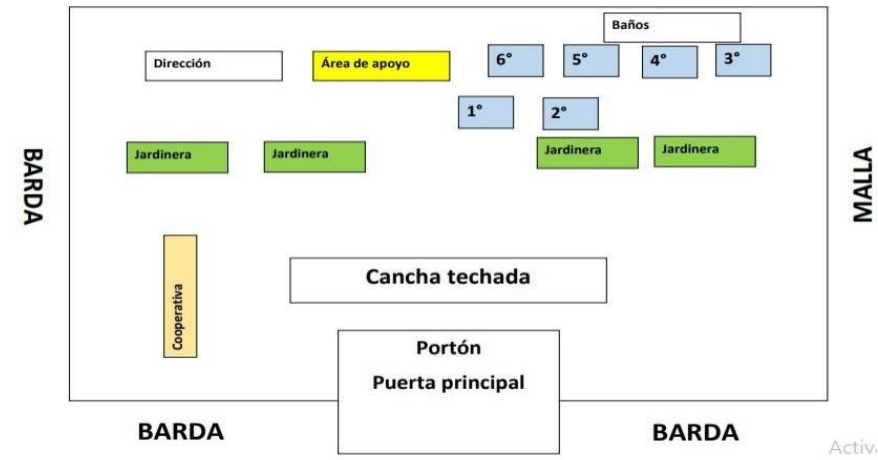 Baños
Dirección
Área de apoyo
6°
5°
4°
3°
1°
2°
Jardinera
Jardinera
Jardinera
Jardinera
BARDA
MALLA
Cooperativa
Cancha techada
Portón
Puerta principal
BARDA
BARDA
Activa